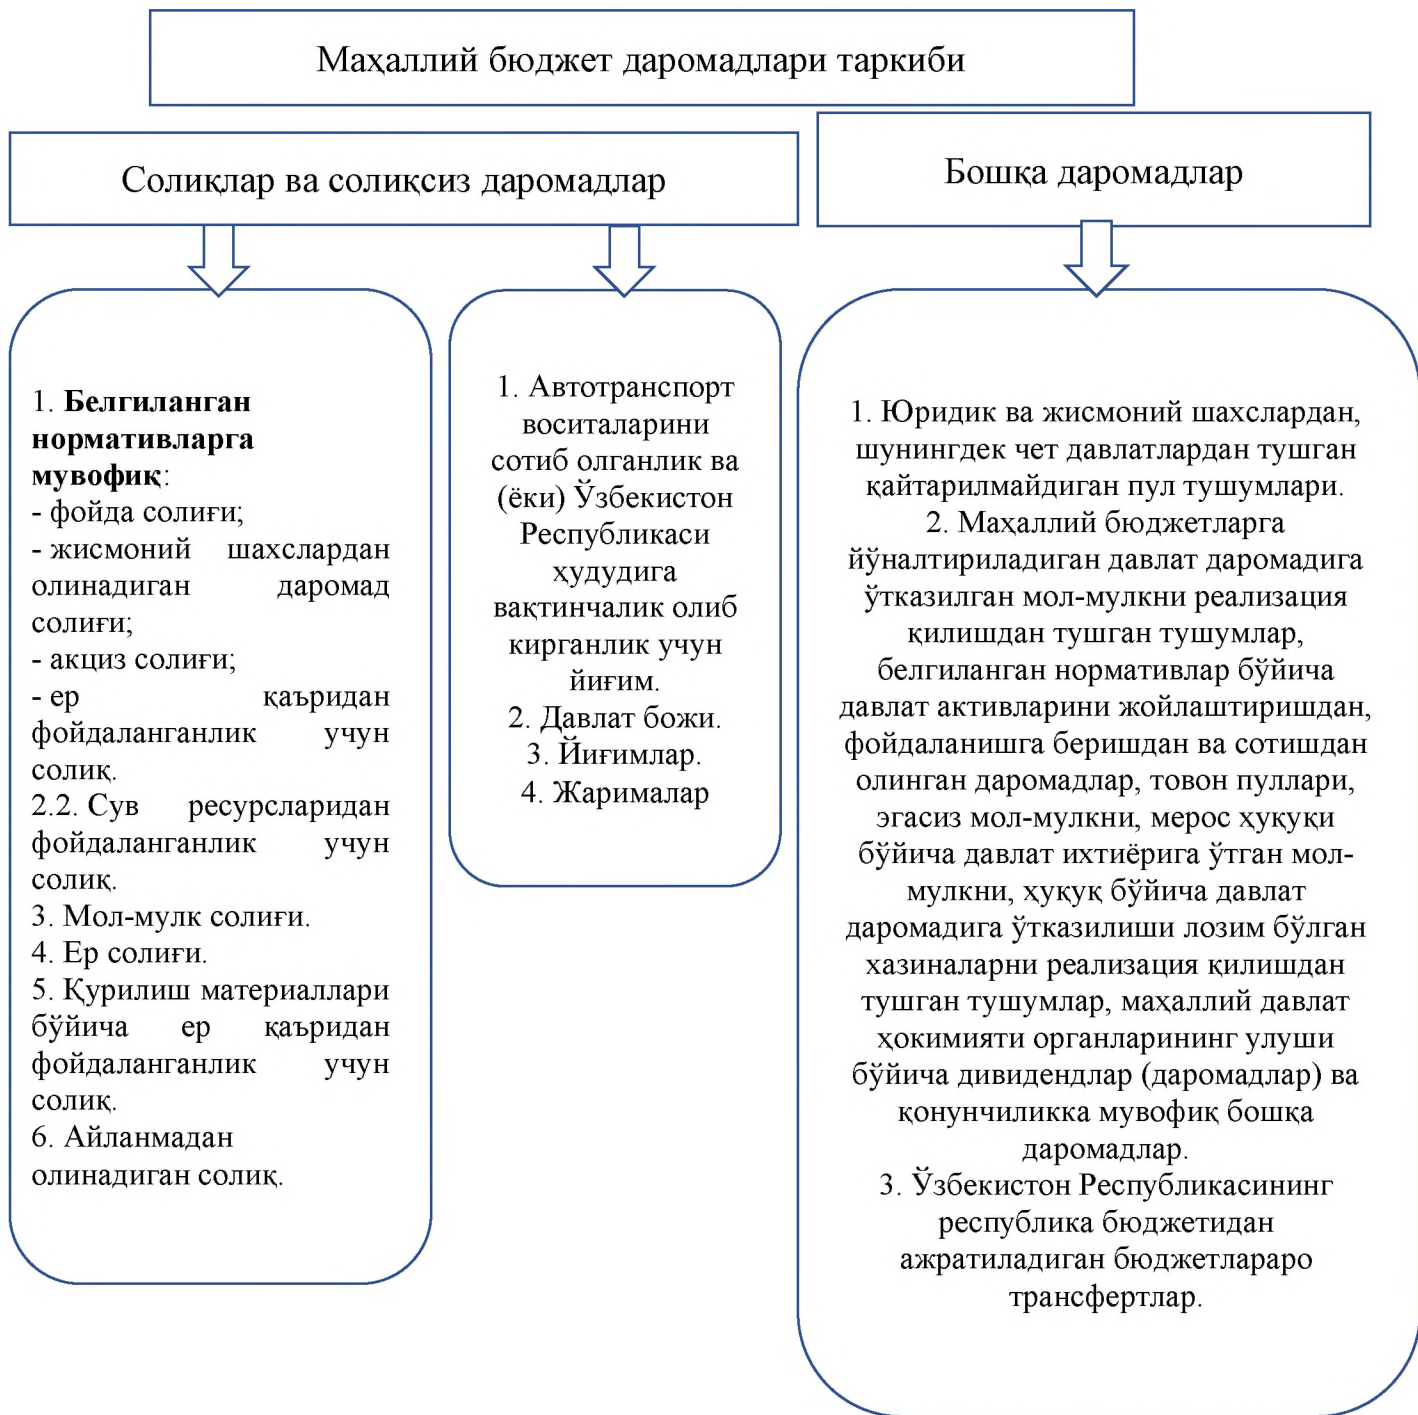 Маҳаллий бюджет даромадлари таркиби
Солиқлар ва солиқсиз даромадлар
Бошқа даромадлар
1. Белгиланган
нормативларга
мувофиқ:
- фойда солиғи;
- жисмоний шахслардан
олинадиган даромад
солиғи;
- акциз солиғи;
- ер қаъридан
фойдаланганлик учун
солиқ.
2.2. Сув ресурсларидан
фойдаланганлик учун
солиқ.
3. Мол-мулк солиғи.
4. Ер солиғи.
5. Қурилиш материаллари
бўйича ер қаъридан
фойдаланганлик учун
солиқ.
6. Айланмадан
олинадиган солиқ.
1. Автотранспорт
воситаларини
сотиб олганлик ва
(ёки) Ўзбекистон
Республикаси
ҳудудига
вақтинчалик олиб
кирганлик учун
йиғим.
2. Давлат божи.
3. Йиғимлар.
4. Жарималар
1. Юридик ва жисмоний шахслардан,
шунингдек чет давлатлардан тушган
қайтарилмайдиган пул тушумлари.
2. Маҳаллий бюджетларга
йўналтириладиган давлат даромадига
ўтказилган мол-мулкни реализация
қилишдан тушган тушумлар,
белгиланган нормативлар бўйича
давлат активларини жойлаштиришдан,
фойдаланишга беришдан ва сотишдан
олинган даромадлар, товон пуллари,
эгасиз мол-мулкни, мерос ҳуқуқи
бўйича давлат ихтиёрига ўтган мол-
мулкни, ҳуқуқ бўйича давлат
даромадига ўтказилиши лозим бўлган
хазиналарни реализация қилишдан
тушган тушумлар, маҳаллий давлат
ҳокимияти органларининг улуши
бўйича дивидендлар (даромадлар) ва
қонунчиликка мувофиқ бошқа
даромадлар.
3. Ўзбекистон Республикасининг
республика бюджетидан
ажратиладиган бюджетлараро
трансфертлар.